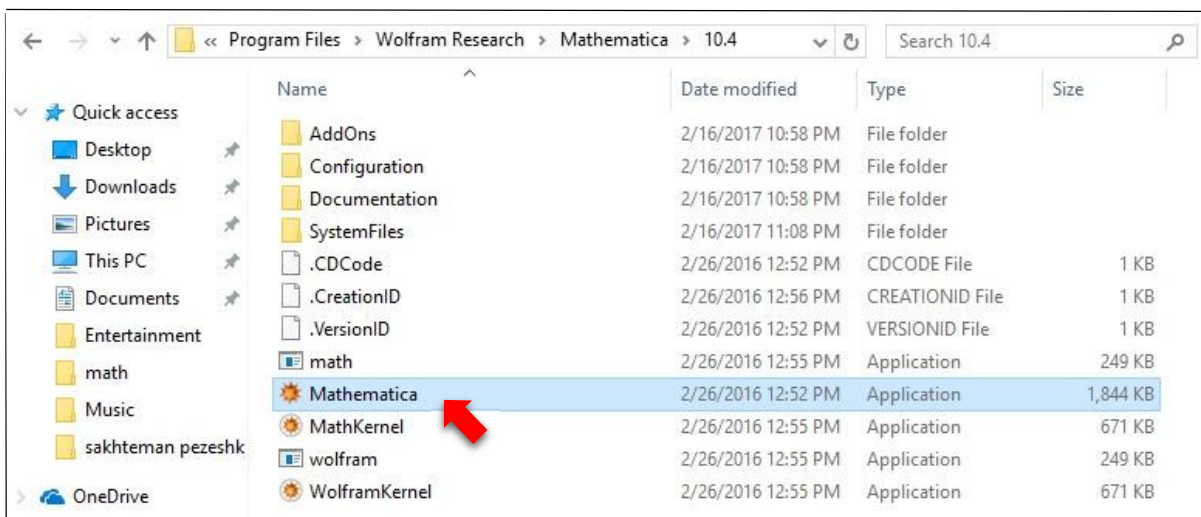 « Program Files > Wolfram Research > Mathematica > 10.4 Search 10.4
Name Date modified Type Size
Quick access
Desktop
Downloads
Pictures
This PC
Documents
Entertainment
math
Music
sakhteman pezeshk
OneDrive
AddOns 2/16/2017 10:58 PM File folder
Configuration 2/16/2017 10:58 PM File folder
Documentation 2/16/2017 10:58 PM File folder
SystemFiles 2/16/2017 11:08 PM File folder
.CDCode 2/26/2016 12:52 PM CDCODE File 1 KB
.CreationID 2/26/2016 12:56 PM CREATIONID File 1 KB
.VersionID 2/26/2016 12:52 PM VERSIONID File 1 KB
math 2/26/2016 12:55 PM Application 249 KB
Mathematica 2/26/2016 12:52 PM Application 1,844 KB
MathKernel 2/26/2016 12:55 PM Application 671 KB
wolfram 2/26/2016 12:55 PM Application 249 KB
WolframKernel 2/26/2016 12:55 PM Application 671 KB